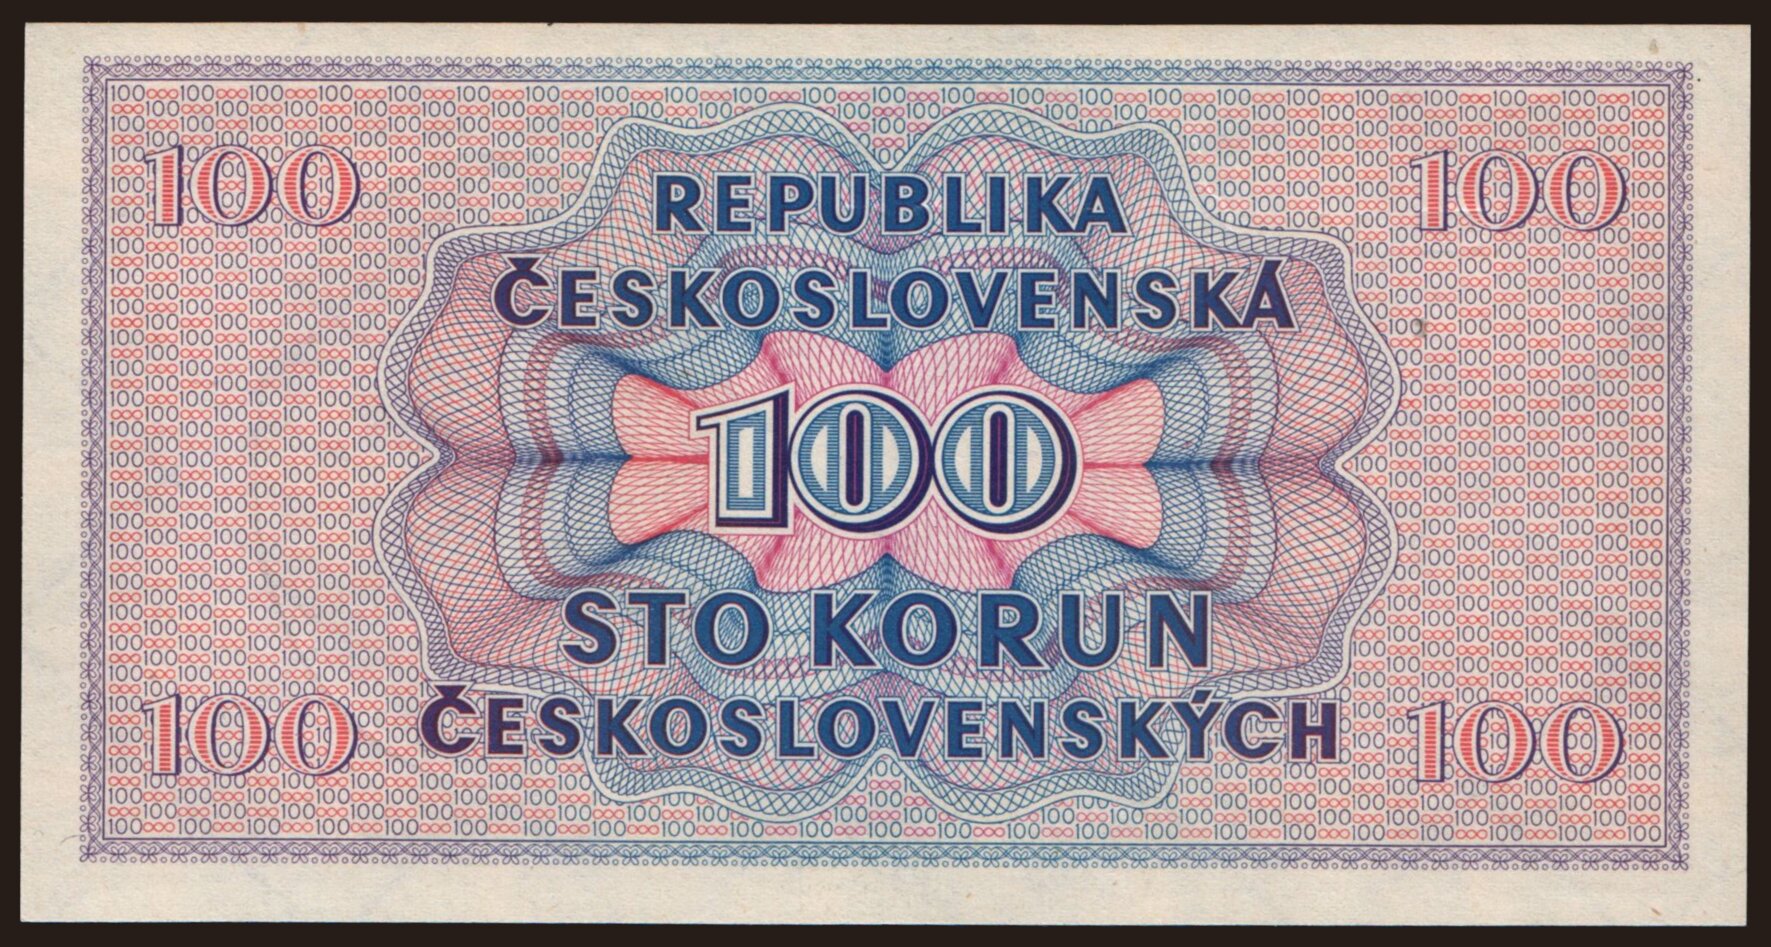 100 100
REPUBLIKA
ČESKOSLOVENSKÁ
100
STO KORUN
ČESKOSLOVENSKÝCH
100 100